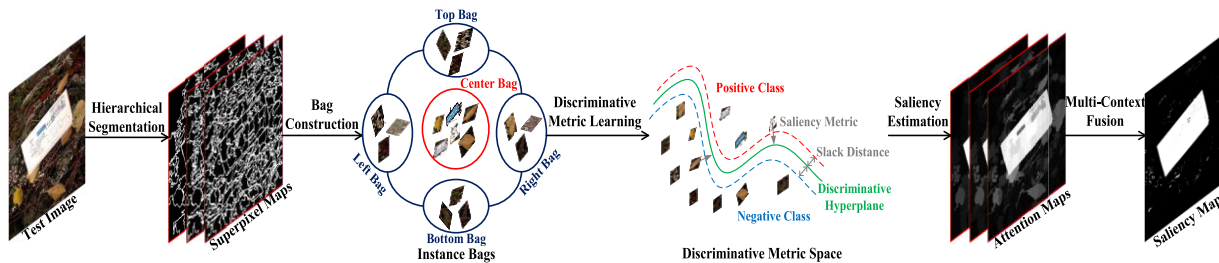 Test Image
Hierarchical
Segmentation
Superpixel Maps
Bag
Construction
Top Bag
Center Bag
Left Bag
Right Bag
Bottom Bag
Instance Bags
Discriminative
Metric Learning
Positive Class
Saliency Metric
Slack Distance
Discriminative
Hyperplane
Negative Class
Discriminative Metric Space
Saliency
Estimation
Attention Maps
Multi-Context
Fusion
Saliency Map